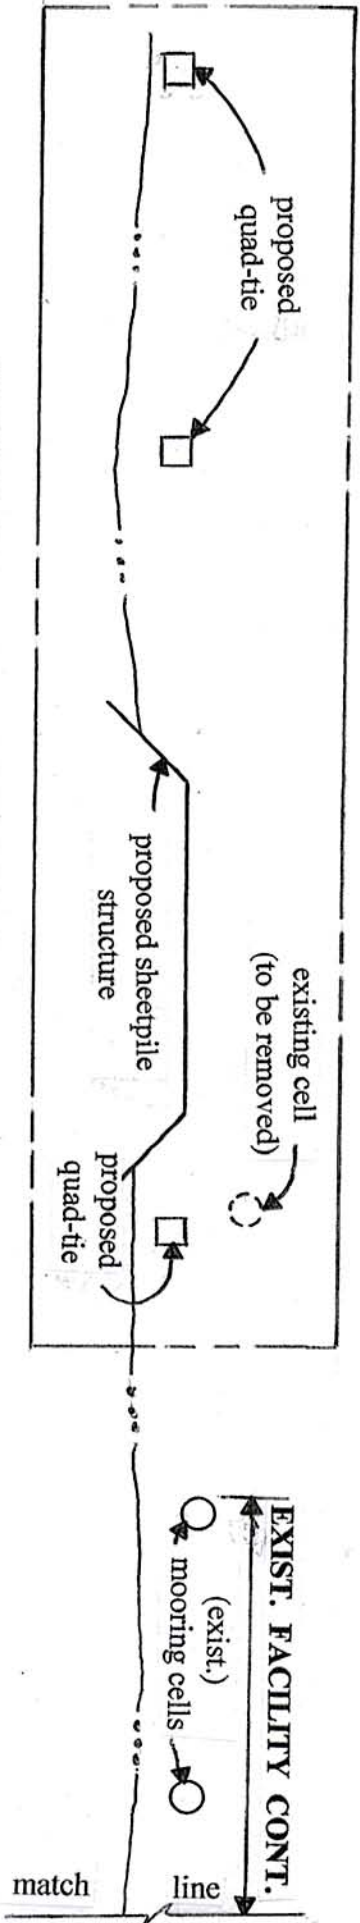 proposed
quad-tie
proposed sheetpile
structure
existing cell
(to be removed)
proposed
quad-tie
EXIST. FACILITY CONT.
(exist.)
mooring cells
match line